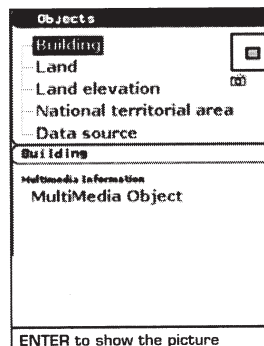 Objects
Building
Land
Land elevation
National territorial area
Data source
Building
Multimedia Information
MultiMedia Object
ENTER to show the picture